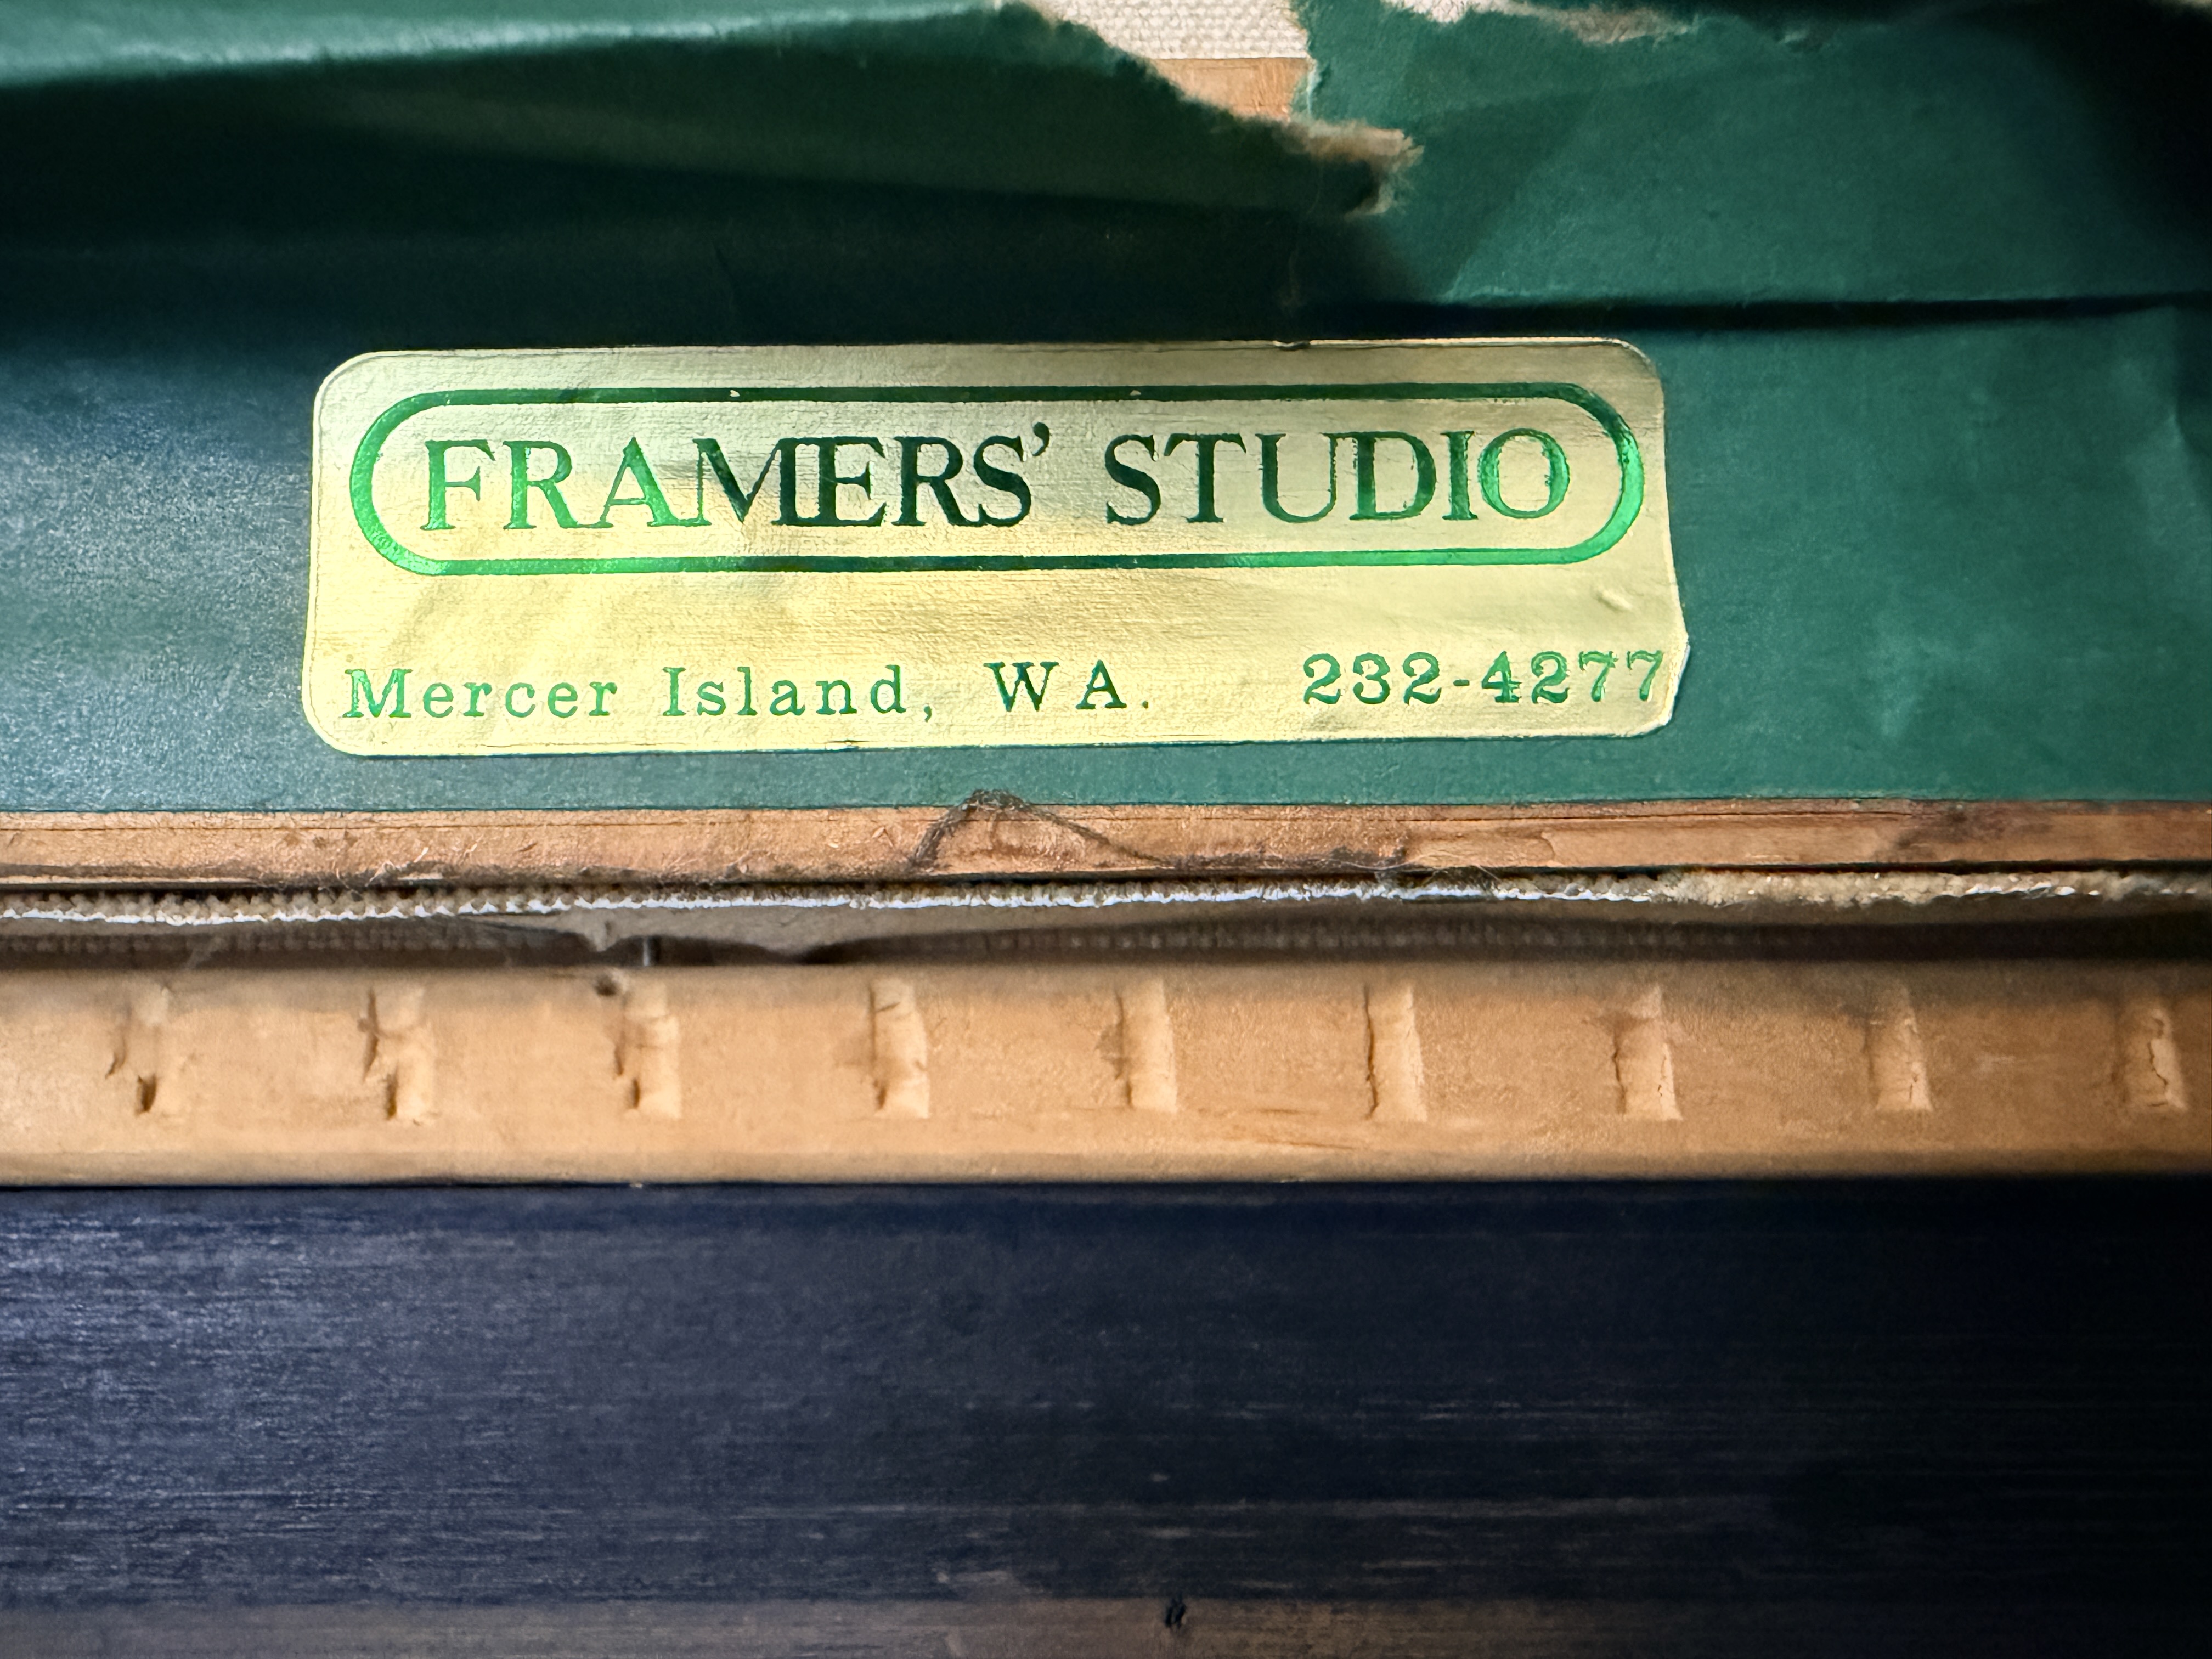 FRAMERS' STUDIO
Mercer Island, WA. 232-4277